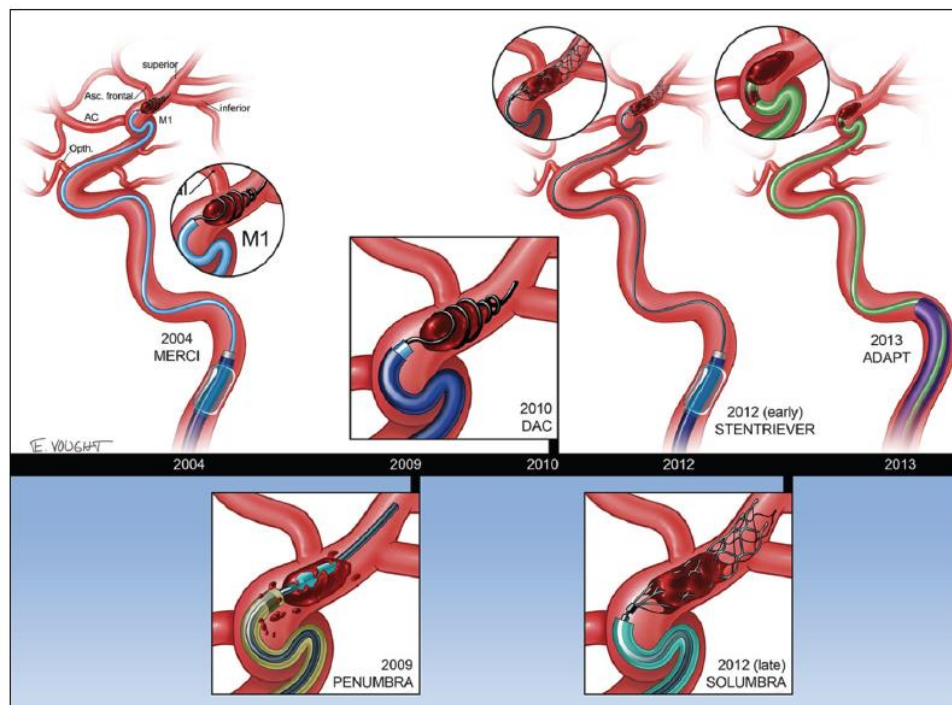 superior
Asc. frontal
inferior
AC
M1
Opth.
M1
2004
MERCI
2010
DAC
2012 (early)
STENTRIEVER
2013
ADAPT
E. VOUGHT
2004
2009
2010
2012
2013
2009
PENUMBRA
2012 (late)
SOLUMBRA